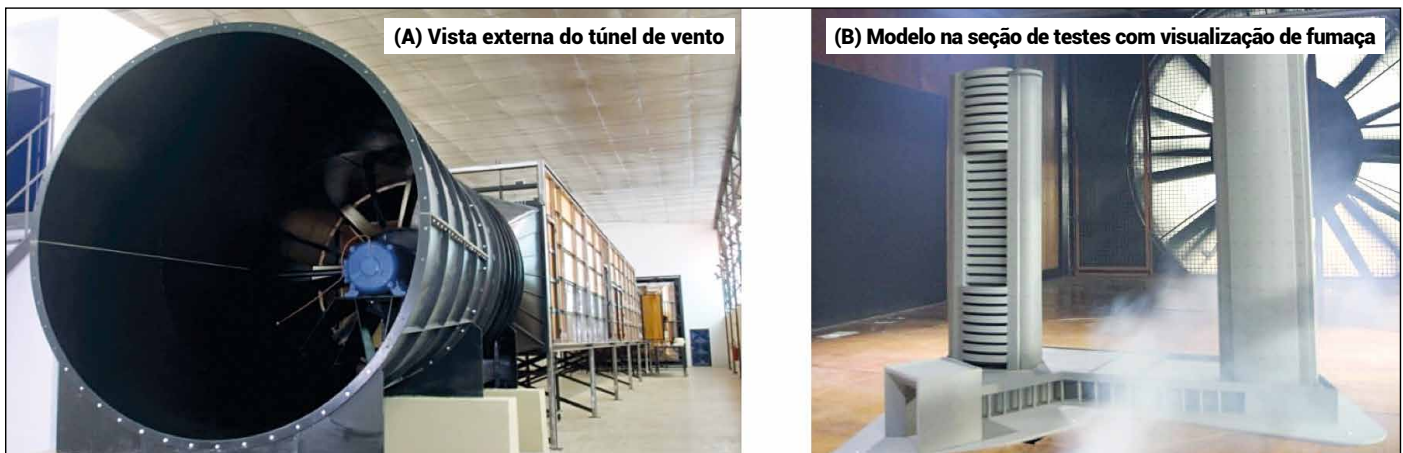 (A) Vista externa do túnel de vento
(B) Modelo na seção de testes com visualização de fumaça